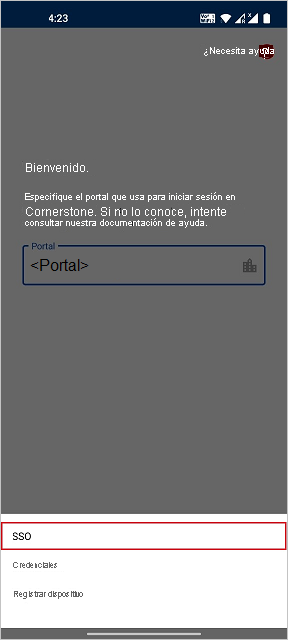 4:23
¿Necesita ayuda
Bienvenido.
Especifique el portal que usa para iniciar sesión en
Cornerstone. Si no lo conoce, intente
consultar nuestra documentación de ayuda.
Portal
<Portal>
SSO
Credenciales
Registrar dispositivo